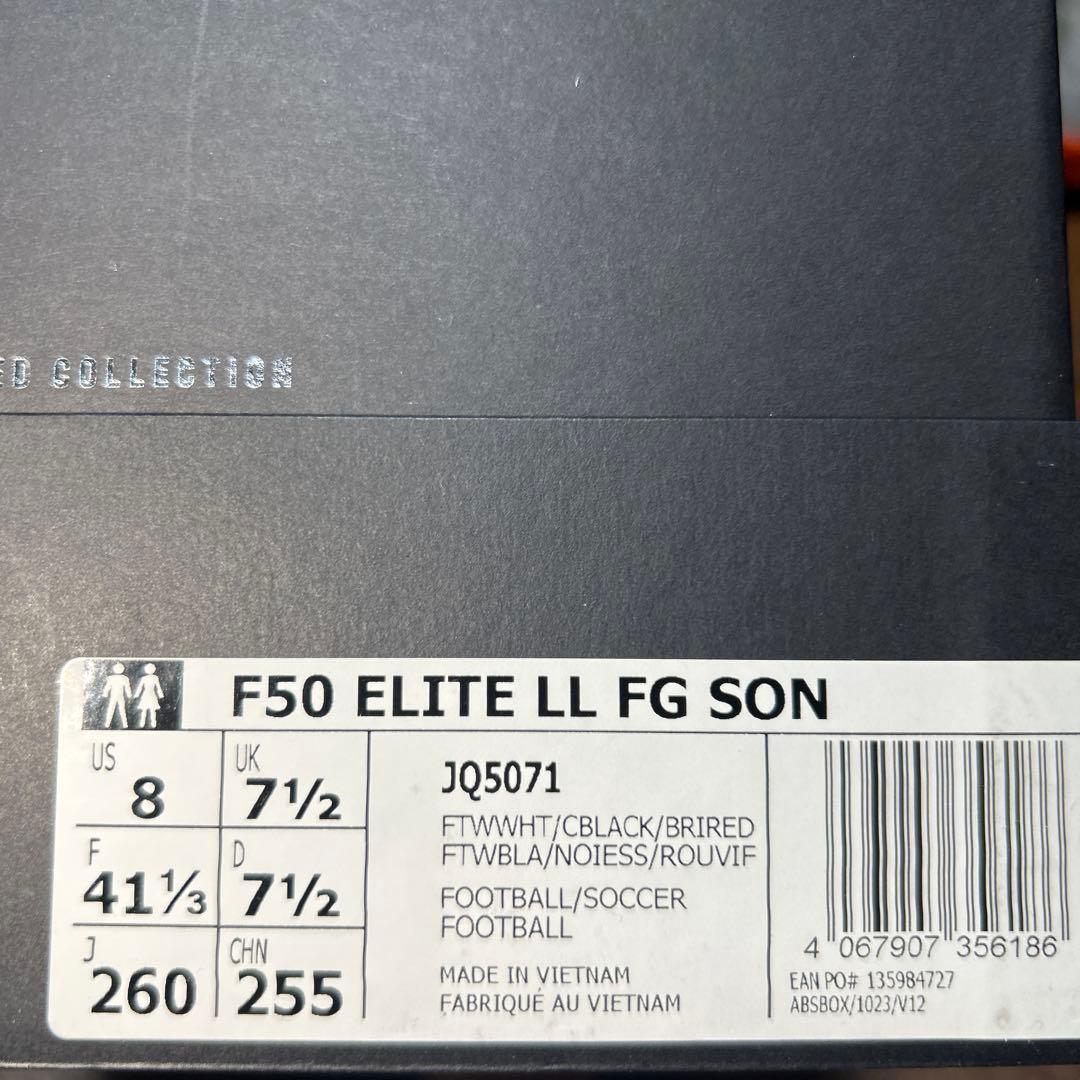 ED COLLECTION
F50 ELITE LL FG SON
US 8
UK 7½
F 41⅓
D 7½
J 260
CHN 255
JQ5071
FTWWHT/CBLACK/BRIRED
FTWBLA/NOIESS/ROUVIF
FOOTBALL/SOCCER
FOOTBALL
MADE IN VIETNAM
FABRIQUÉ AU VIETNAM
4 067907 356186
EAN PO# 135984727
ABSBOX/1023/V12